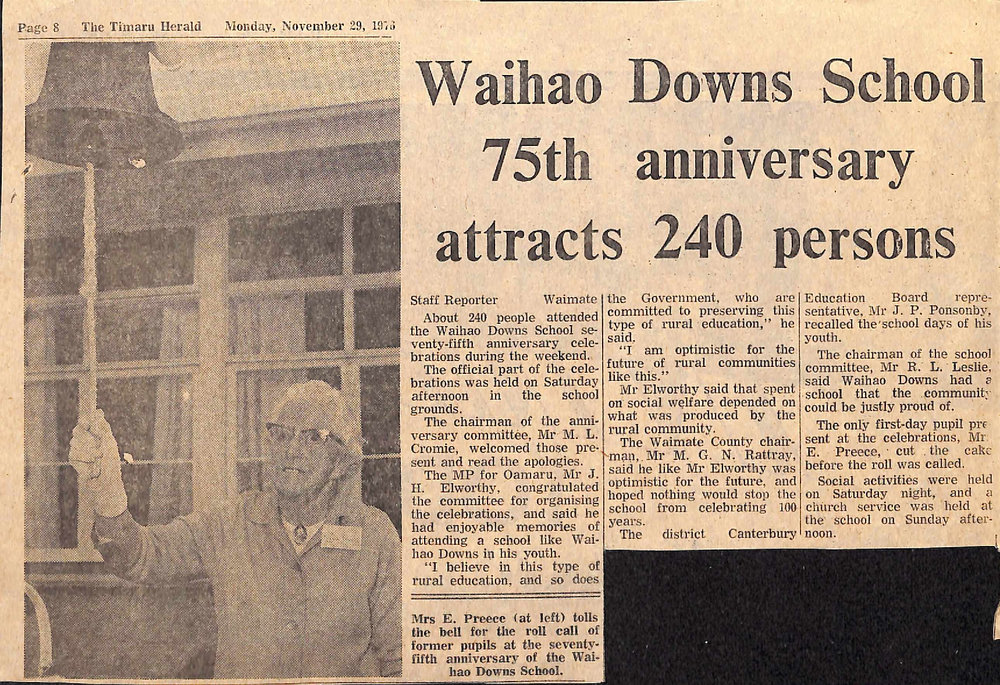 Page 8 The Timaru Herald Monday, November 29, 1976
Waihao Downs School
75th anniversary
attracts 240 persons
Staff Reporter Waimate
About 240 people attended
the Waihao Downs School se-
venty-fifth anniversary cele-
brations during the weekend.
The official part of the cele-
brations was held on Saturday
afternoon in the school
grounds.
The chairman of the anni-
versary committee, Mr M. L.
Cromie, welcomed those pre-
sent and read the apologies.
The MP for Oamaru, Mr J.
H. Elworthy, congratulated
the committee for organising
the celebrations, and said he
had enjoyable memories of
attending a school like Wai-
hao Downs in his youth.
"I believe in this type of
rural education, and so does
the Government, who are
committed to preserving this
type of rural education," he
said.
"I am optimistic for the
future of rural communities
like this."
Mr Elworthy said that spent
on social welfare depended on
what was produced by the
rural community.
The Waimate County chair-
man, Mr M. G. N. Rattray,
said he like Mr Elworthy was
optimistic for the future, and
hoped nothing would stop the
school from celebrating 100
years.
The district Canterbury
Education Board repre-
sentative, Mr J. P. Ponsonby,
recalled the school days of his
youth.
The chairman of the school
committee, Mr R. L. Leslie,
said Waihao Downs had a
school that the community
could be justly proud of.
The only first-day pupil pre
sent at the celebrations, Mr
E. Preece, cut the cake
before the roll was called.
Social activities were held
on Saturday night, and a
church service was held at
the school on Sunday after-
noon.
Mrs E. Preece (at left) tolls
the bell for the roll call of
former pupils at the seventy-
fifth anniversary of the Wai-
hao Downs School.